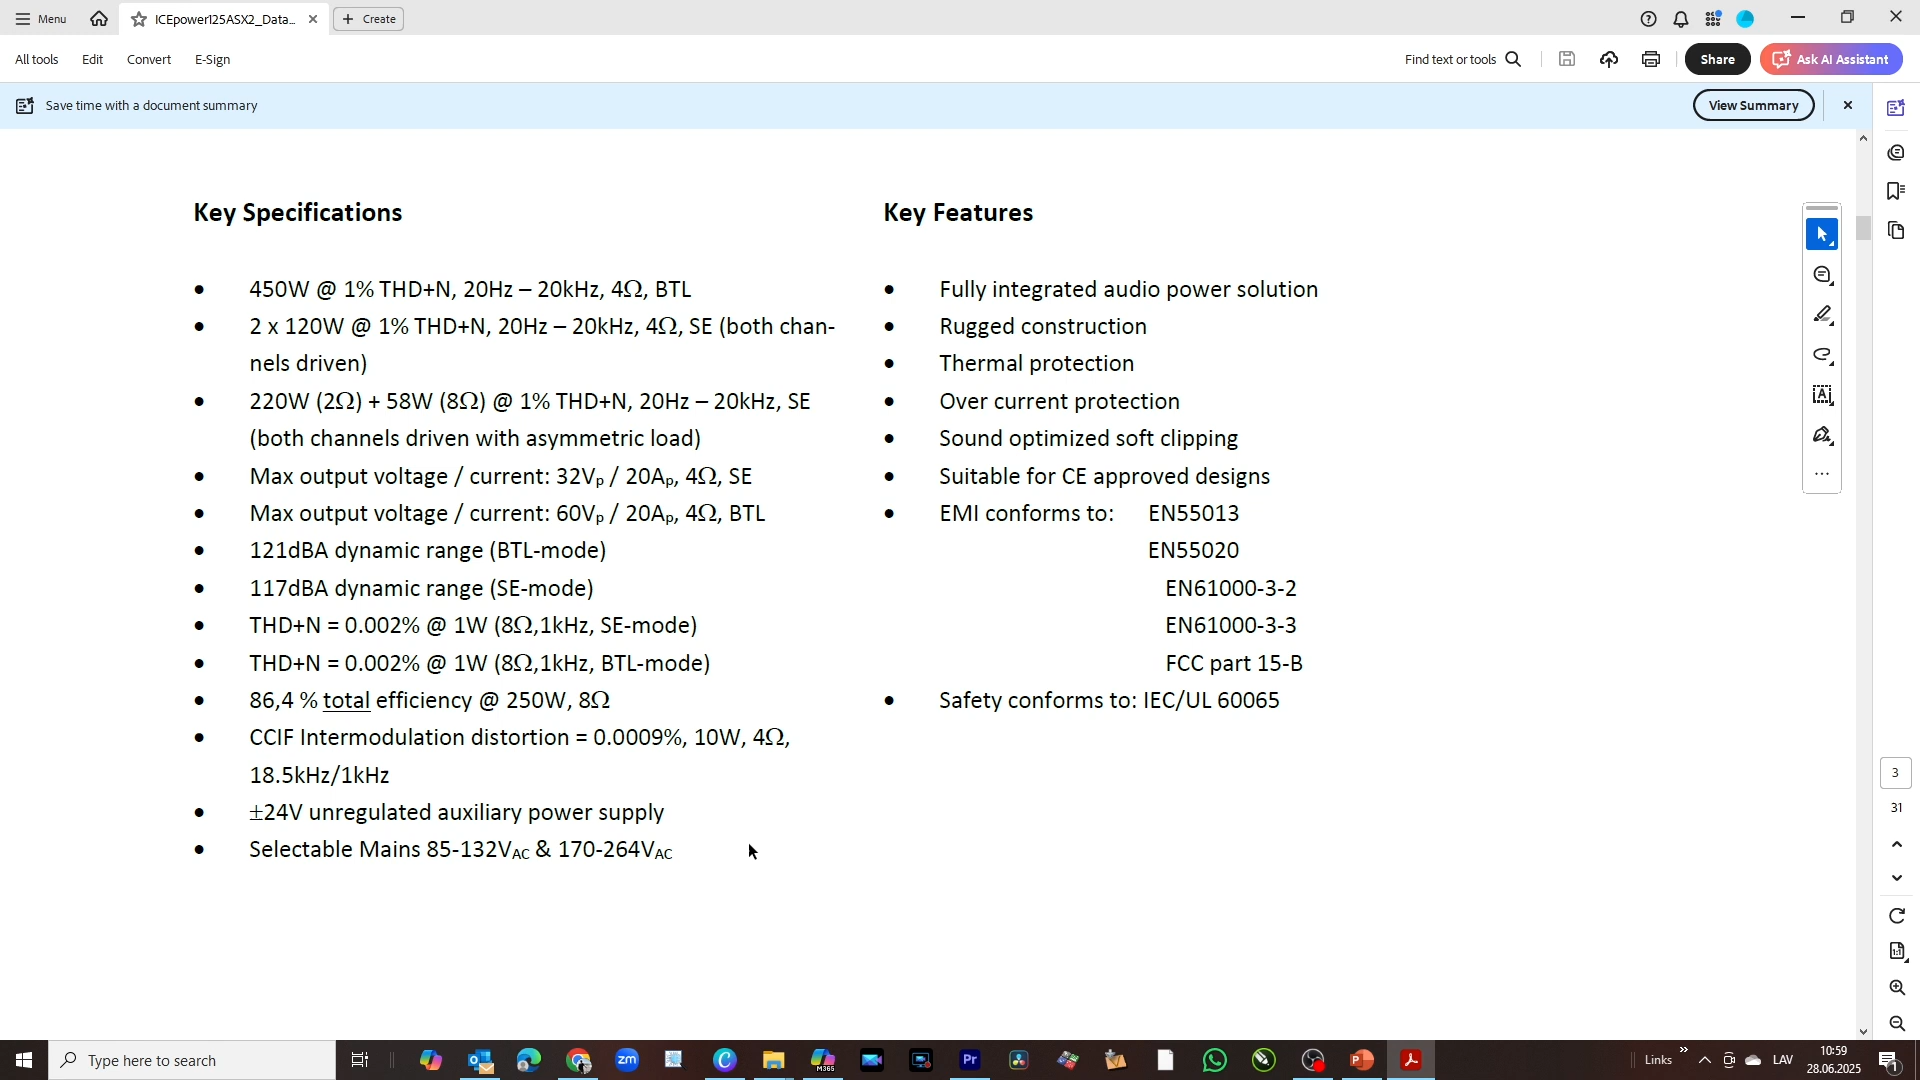 Menu
ICEpower125ASX2_Data...
Create
All tools
Edit
Convert
E-Sign
Find text or tools
Share
Ask AI Assistant
Save time with a document summary
View Summary
Key Specifications
• 450W @ 1% THD+N, 20Hz – 20kHz, 4Ω, BTL
• 2 x 120W @ 1% THD+N, 20Hz – 20kHz, 4Ω, SE (both chan-
nels driven)
• 220W (2Ω) + 58W (8Ω) @ 1% THD+N, 20Hz – 20kHz, SE
(both channels driven with asymmetric load)
• Max output voltage / current: 32Vp / 20Ap, 4Ω, SE
• Max output voltage / current: 60Vp / 20Ap, 4Ω, BTL
• 121dBA dynamic range (BTL-mode)
• 117dBA dynamic range (SE-mode)
• THD+N = 0.002% @ 1W (8Ω,1kHz, SE-mode)
• THD+N = 0.002% @ 1W (8Ω,1kHz, BTL-mode)
• 86,4 % total efficiency @ 250W, 8Ω
• CCIF Intermodulation distortion = 0.0009%, 10W, 4Ω,
18.5kHz/1kHz
• ±24V unregulated auxiliary power supply
• Selectable Mains 85-132VAC & 170-264VAC
Key Features
• Fully integrated audio power solution
• Rugged construction
• Thermal protection
• Over current protection
• Sound optimized soft clipping
• Suitable for CE approved designs
• EMI conforms to: EN55013
EN55020
EN61000-3-2
EN61000-3-3
FCC part 15-B
• Safety conforms to: IEC/UL 60065
3
31
Type here to search
zm
M365
Pr
Links
LAV
10:59
28.06.2025
1